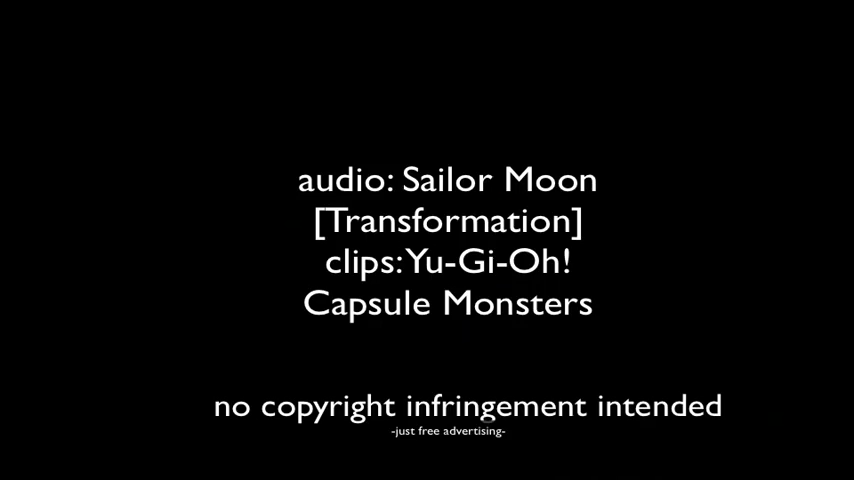 audio: Sailor Moon
[Transformation]
clips: Yu-Gi-Oh!
Capsule Monsters
no copyright infringement intended
-just free advertising-